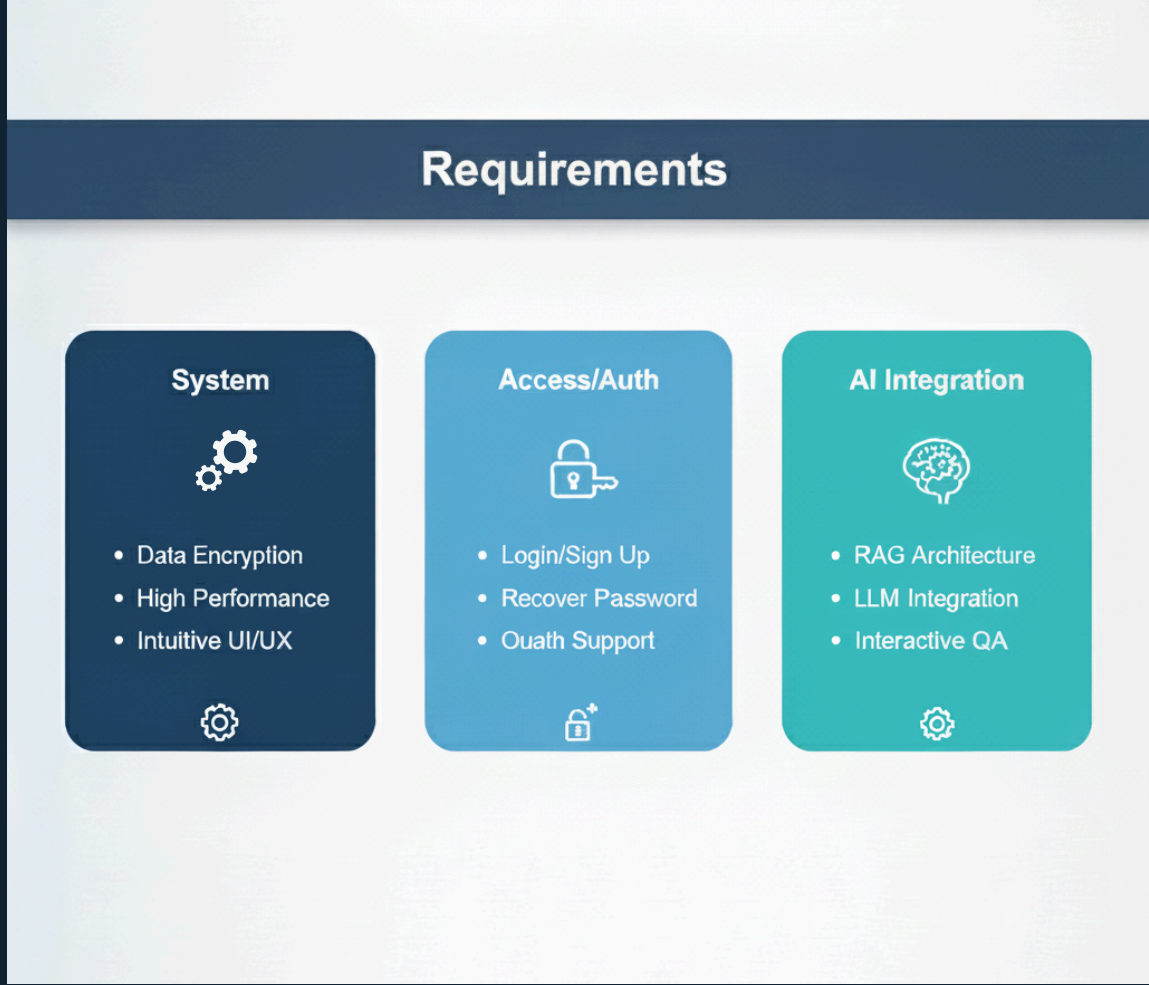 Requirements
System
• Data Encryption
• High Performance
• Intuitive UI/UX
Access/Auth
• Login/Sign Up
• Recover Password
• Ouath Support
AI Integration
• RAG Architecture
• LLM Integration
• Interactive QA